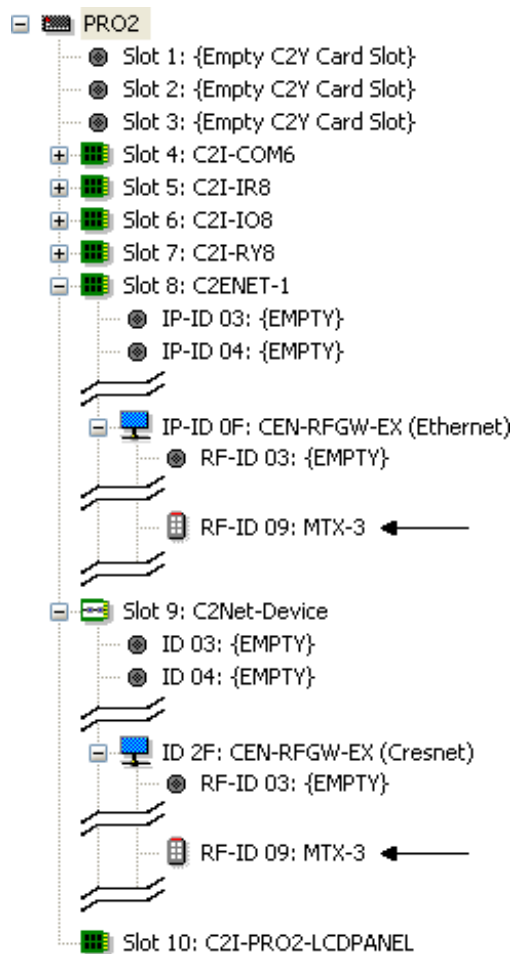 PRO2
Slot 1: {Empty C2Y Card Slot}
Slot 2: {Empty C2Y Card Slot}
Slot 3: {Empty C2Y Card Slot}
Slot 4: C2I-COM6
Slot 5: C2I-IR8
Slot 6: C2I-IO8
Slot 7: C2I-RY8
Slot 8: C2ENET-1
IP-ID 03: {EMPTY}
IP-ID 04: {EMPTY}
IP-ID 0F: CEN-RFGW-EX (Ethernet)
RF-ID 03: {EMPTY}
RF-ID 09: MTX-3
Slot 9: C2Net-Device
ID 03: {EMPTY}
ID 04: {EMPTY}
ID 2F: CEN-RFGW-EX (Cresnet)
RF-ID 03: {EMPTY}
RF-ID 09: MTX-3
Slot 10: C2I-PRO2-LCDPANEL